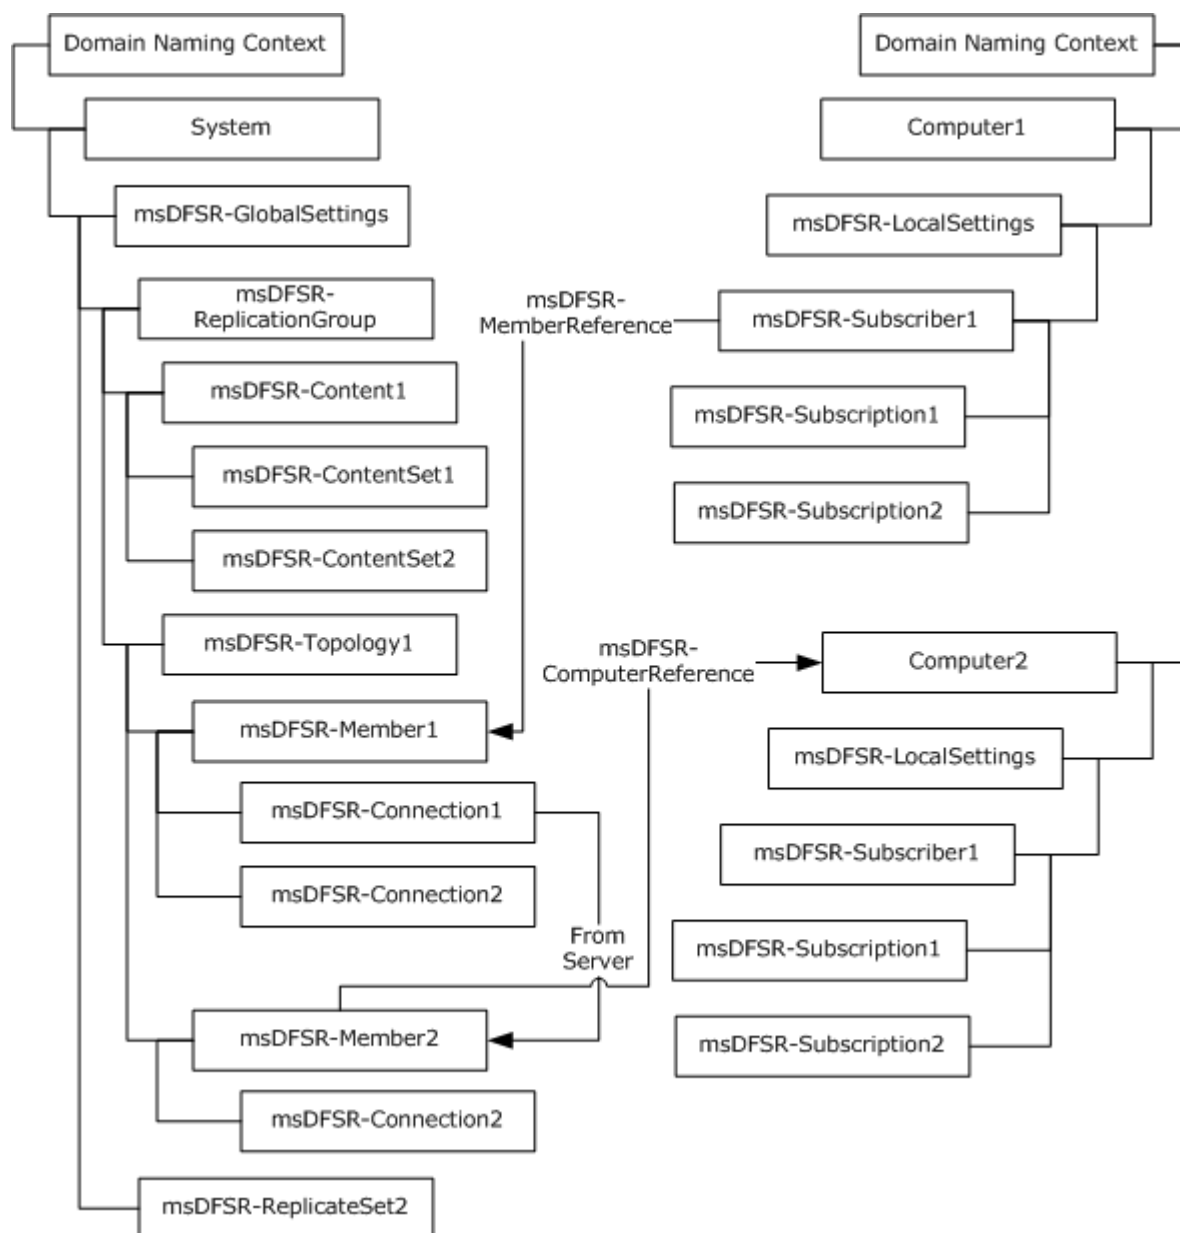 Domain Naming Context
System
msDFSR-GlobalSettings
msDFSR-
ReplicationGroup
msDFSR-Content1
msDFSR-ContentSet1
msDFSR-ContentSet2
msDFSR-Topology1
msDFSR-Member1
msDFSR-Connection1
msDFSR-Connection2
msDFSR-Member2
msDFSR-Connection2
msDFSR-ReplicateSet2
msDFSR-
MemberReference
msDFSR-
ComputerReference
From
Server
Domain Naming Context
Computer1
msDFSR-LocalSettings
msDFSR-Subscriber1
msDFSR-Subscription1
msDFSR-Subscription2
Computer2
msDFSR-LocalSettings
msDFSR-Subscriber1
msDFSR-Subscription1
msDFSR-Subscription2